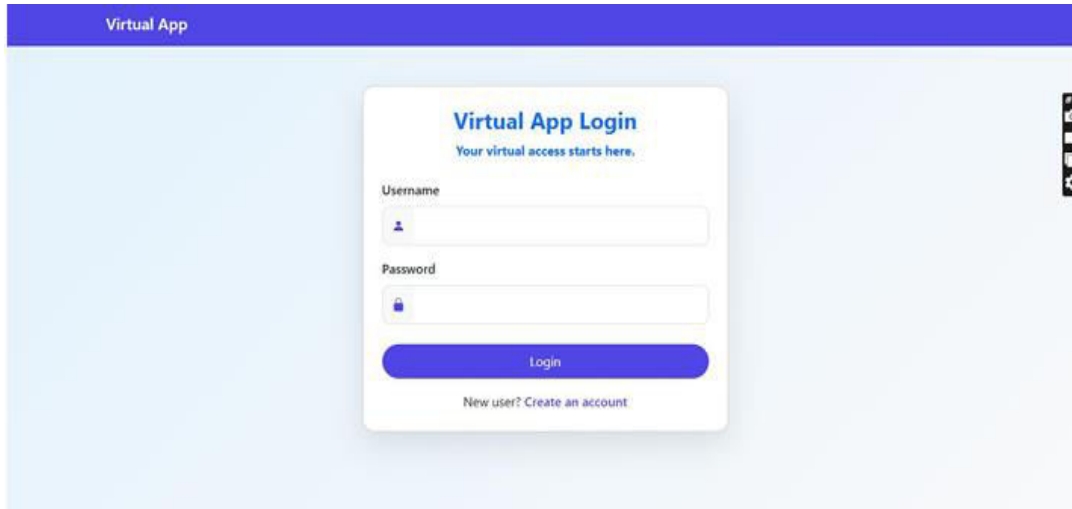 Virtual App
Virtual App Login
Your virtual access starts here.
Username
Password
Login
New user? Create an account